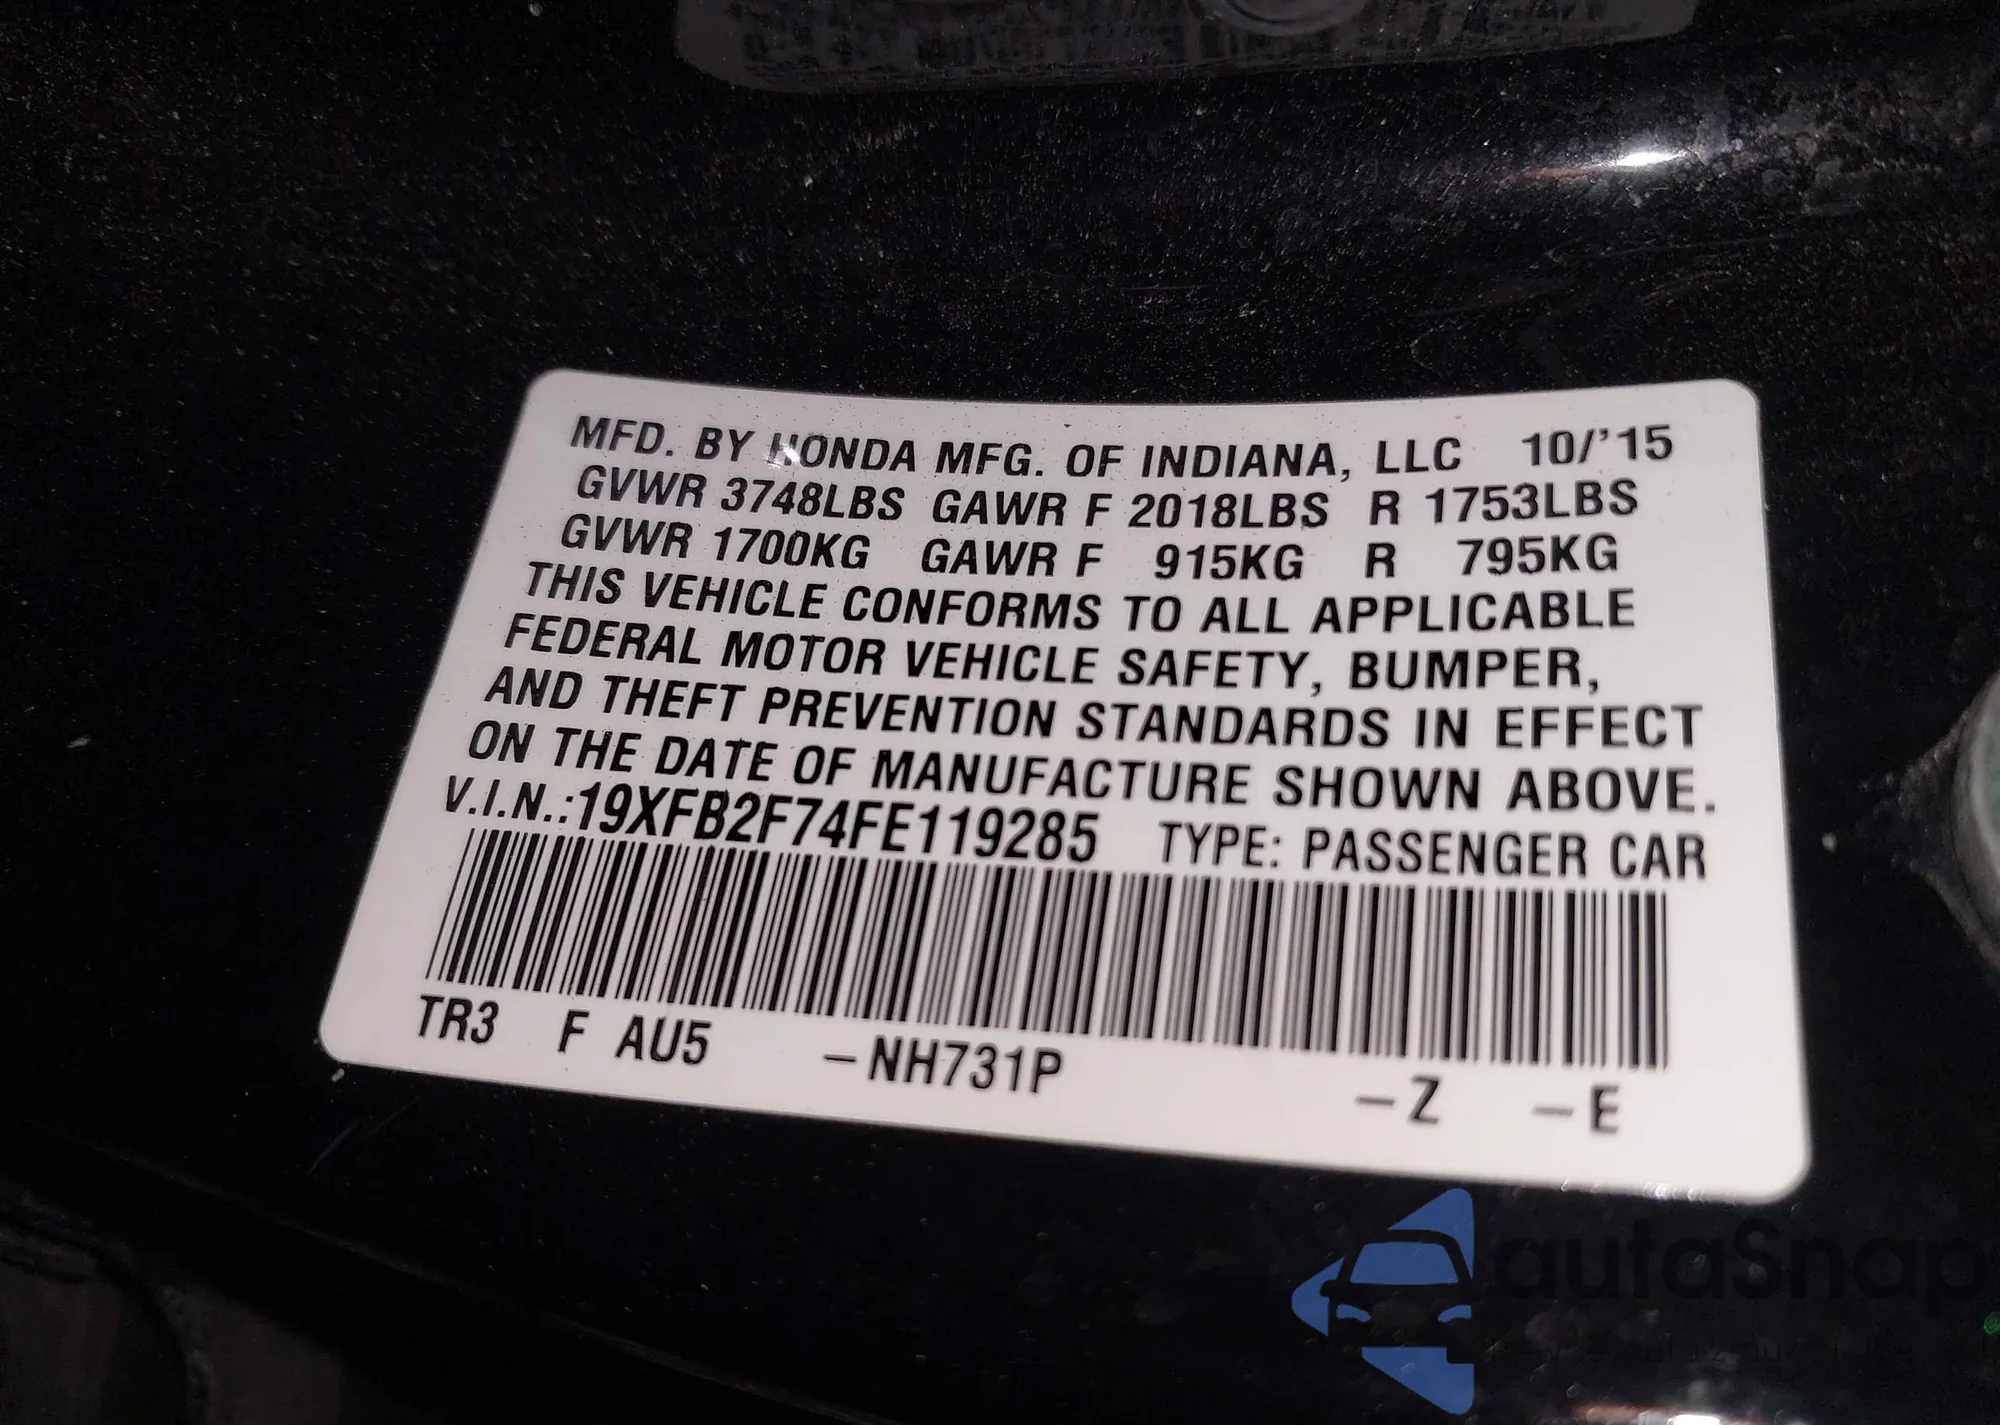 MFD. BY HONDA MFG. OF INDIANA, LLC 10/'15
GVWR 3748LBS GAWR F 2018LBS R 1753LBS
GVWR 1700KG GAWR F 915KG R 795KG
THIS VEHICLE CONFORMS TO ALL APPLICABLE
FEDERAL MOTOR VEHICLE SAFETY, BUMPER,
AND THEFT PREVENTION STANDARDS IN EFFECT
ON THE DATE OF MANUFACTURE SHOWN ABOVE.
V.I.N.:19XFB2F74FE119285 TYPE: PASSENGER CAR
TR3 F AU5 –NH731P –Z –E
autaSnap